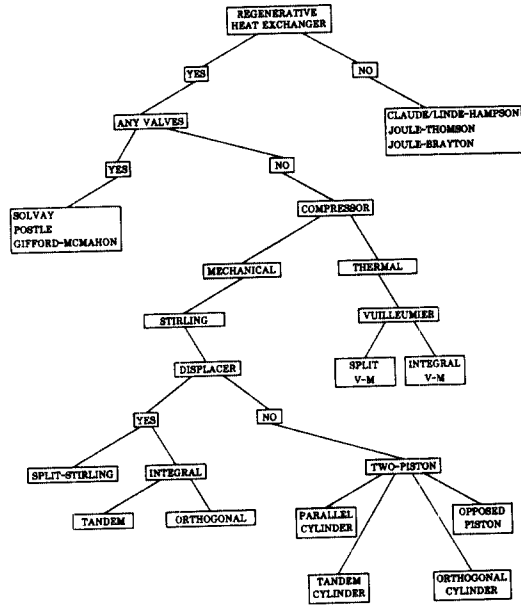 REGENERATIVE
HEAT EXCHANGER
YES
NO
ANY VALVES
CLAUDE/LINDE-HAMPSON
JOULE-THOMSON
JOULE-BRAYTON
YES
NO
SOLVAY
POSTLE
GIFFORD-MCMAHON
COMPRESSOR
MECHANICAL
THERMAL
STIRLING
VUILLEUMIER
DISPLACER
SPLIT
V-M
INTEGRAL
V-M
YES
NO
SPLIT-STIRLING
INTEGRAL
TWO-PISTON
TANDEM
ORTHOGONAL
PARALLEL
CYLINDER
OPPOSED
PISTON
TANDEM
CYLINDER
ORTHOGONAL
CYLINDER